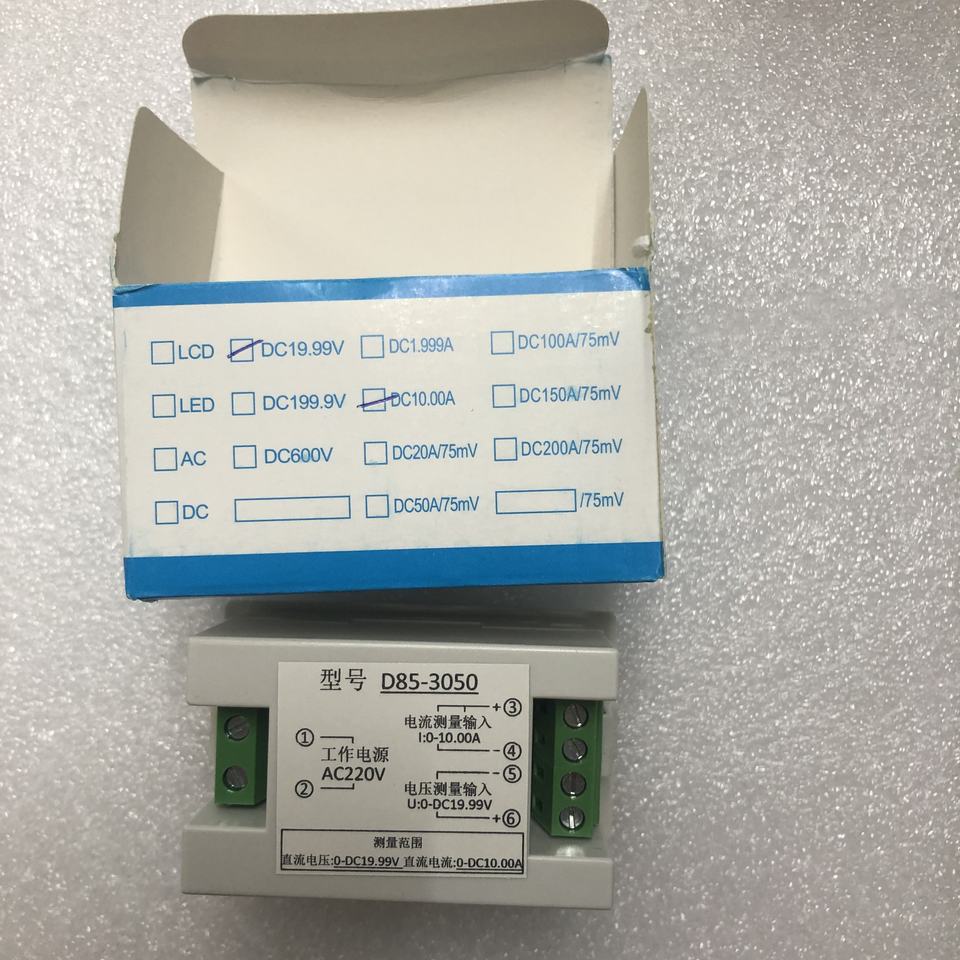 LCD DC19.99V DC1.999A DC100A/75mV
LED DC199.9V DC10.00A DC150A/75mV
AC DC600V DC20A/75mV DC200A/75mV
DC DC50A/75mV /75mV
型号 D85-3050
+③
电流测量输入
I:0-10.00A
-④
①
工作电源
AC220V
②
-⑤
电压测量输入
U:0-DC19.99V
+⑥
测量范围
直流电压:0-DC19.99V 直流电流:0-DC10.00A